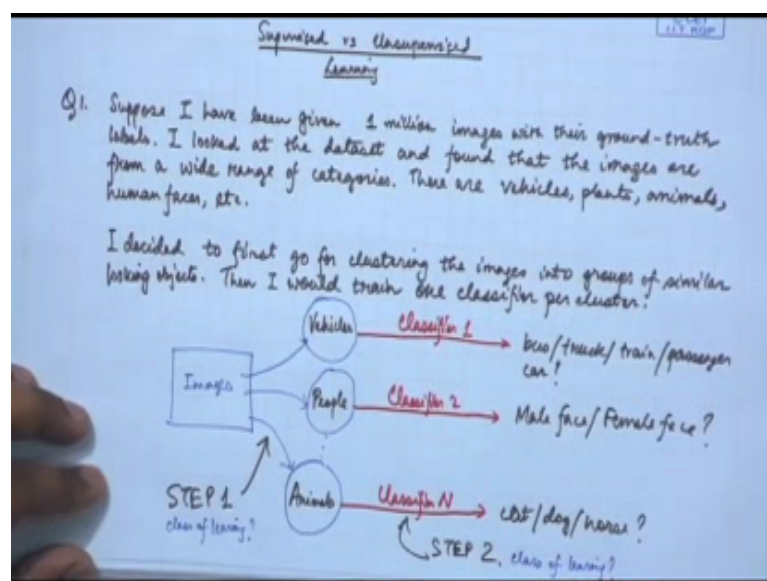 Supervised vs Unsupervised
Learning
Q1. Suppose I have been given 1 million images with their ground-truth
labels. I looked at the dataset and found that the images are
from a wide range of categories. There are vehicles, plants, animals,
human faces, etc.
I decided to first go for clustering the images into groups of similar
looking objects. Then I would train one classifier per cluster.
Images
Vehicles
Classifier 1
bus/truck/train/passenger
car?
People
Classifier 2
Male face/Female face?
Animals
Classifier N
cat/dog/horse?
STEP 1
class of learning?
STEP 2.
class of learning?